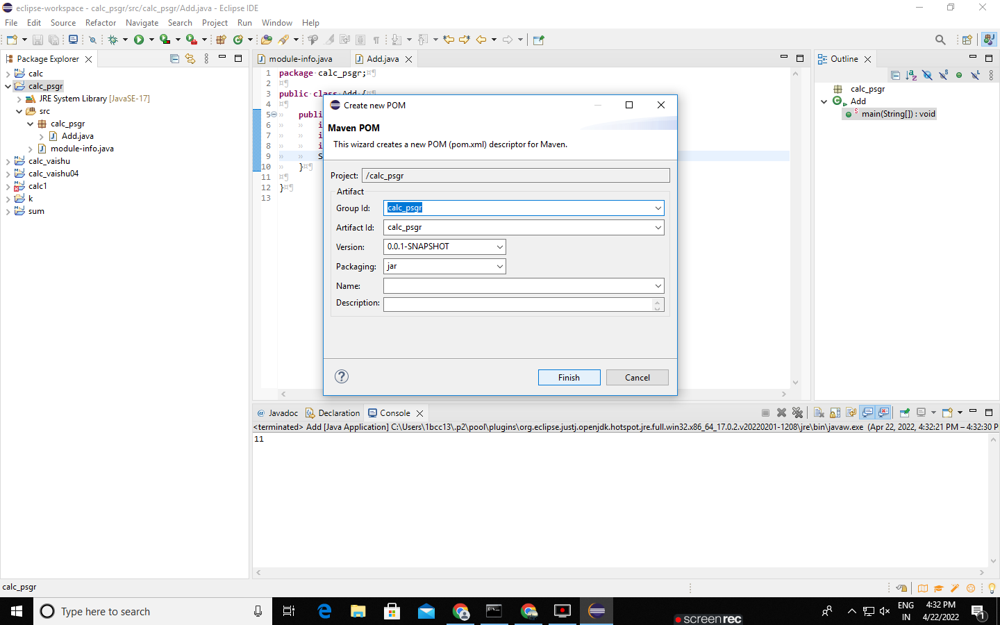 eclipse-workspace - calc_psgr/src/calc_psgr/Add.java - Eclipse IDE
File Edit Source Refactor Navigate Search Project Run Window Help
Package Explorer
calc
calc_psgr
JRE System Library [JavaSE-17]
src
calc_psgr
Add.java
module-info.java
calc_vaishu
calc_vaishu04
calc1
k
sum
module-info.java
Add.java
1 package calc_psgr;
2
3 public class Add {
4
5 publi
6 i
7 i
8 i
9 S
10 }
11
12 }
13
Create new POM
Maven POM
This wizard creates a new POM (pom.xml) descriptor for Maven.
Project: /calc_psgr
Artifact
Group Id: calc_psgr
Artifact Id: calc_psgr
Version: 0.0.1-SNAPSHOT
Packaging: jar
Name:
Description:
Finish Cancel
Outline
calc_psgr
Add
main(String[]) : void
Javadoc Declaration Console
<terminated> Add [Java Application] C:\Users\1bcc13\.p2\pool\plugins\org.eclipse.justj.openjdk.hotspot.jre.full.win32.x86_64_17.0.2.v20220201-1208\jre\bin\javaw.exe (Apr 22, 2022, 4:32:21 PM – 4:32:30 P
11
calc_psgr
Type here to search
screenrec
ENG
IN
4:32 PM
4/22/2022
1